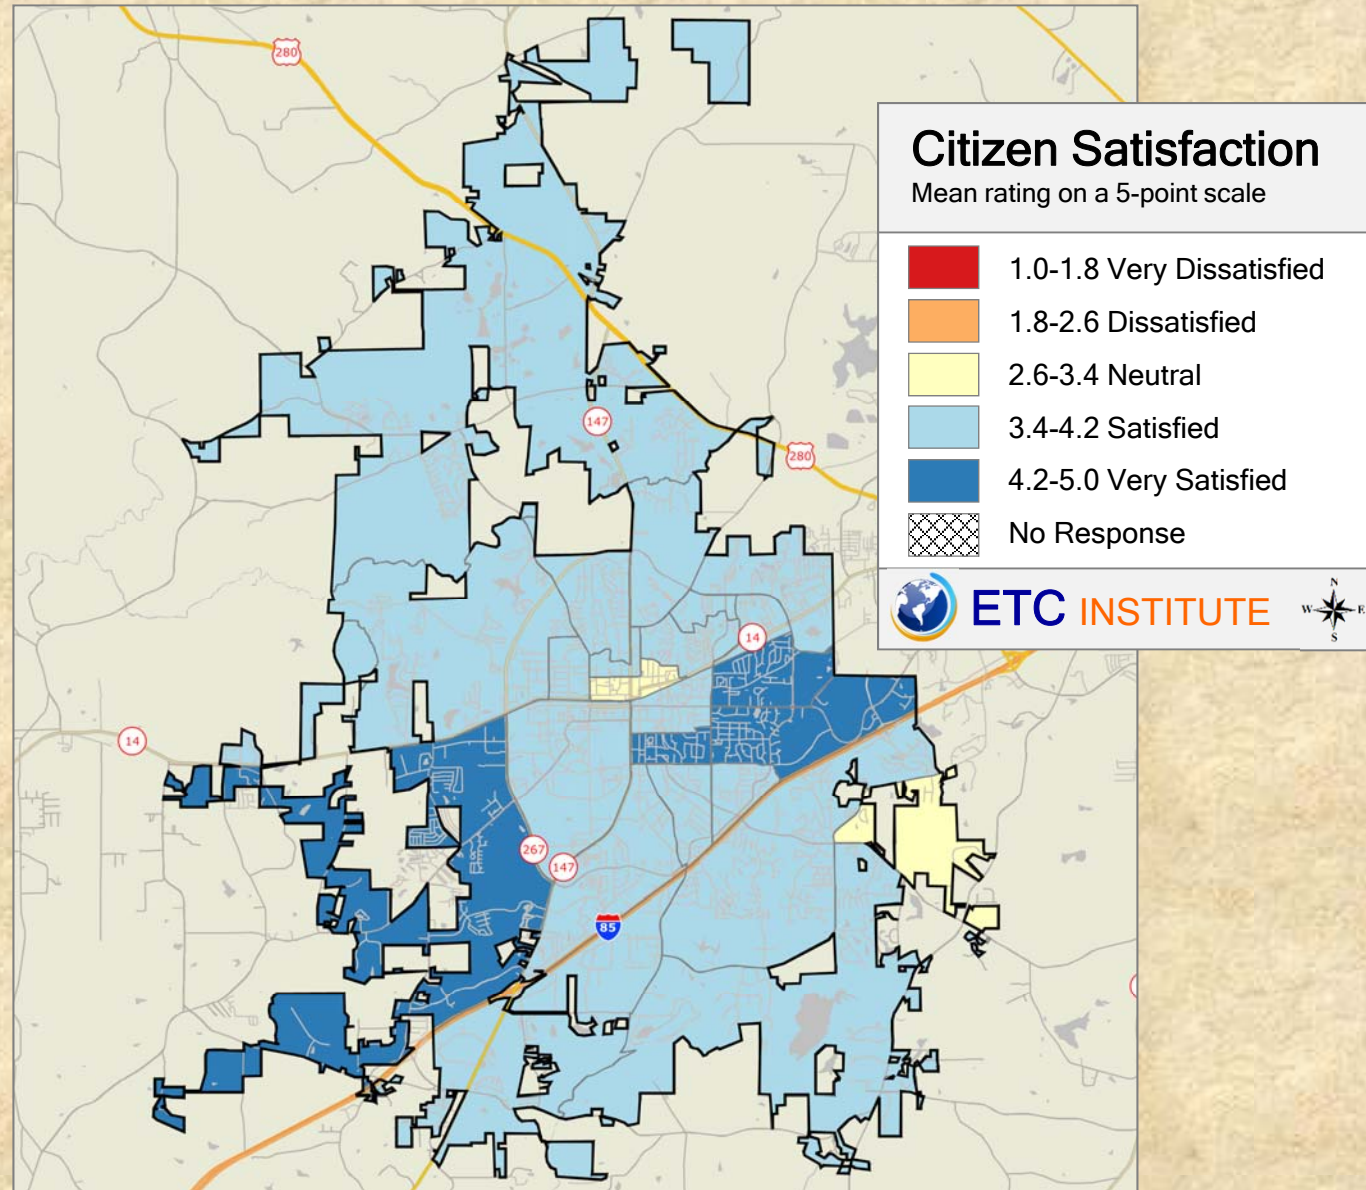 280
Citizen Satisfaction
Mean rating on a 5-point scale
1.0-1.8 Very Dissatisfied
1.8-2.6 Dissatisfied
2.6-3.4 Neutral
147
3.4-4.2 Satisfied
280
4.2-5.0 Very Satisfied
No Response
ETC INSTITUTE
N
W E
S
14
14
267
147
85